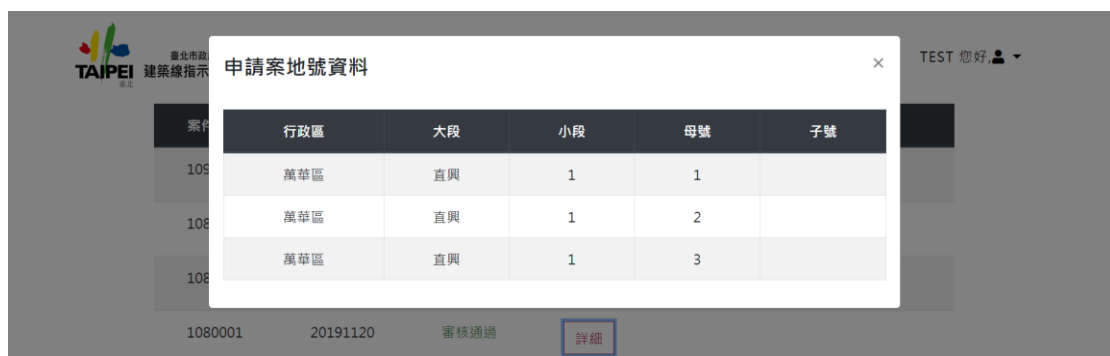 TAIPEI
臺北
臺北市政
建築線指示
TEST 您好,
申請案地號資料
×
案件
行政區 大段 小段 母號 子號
109
萬華區 直興 1 1
108
萬華區 直興 1 2
108
萬華區 直興 1 3
1080001 20191120 審核通過 詳細